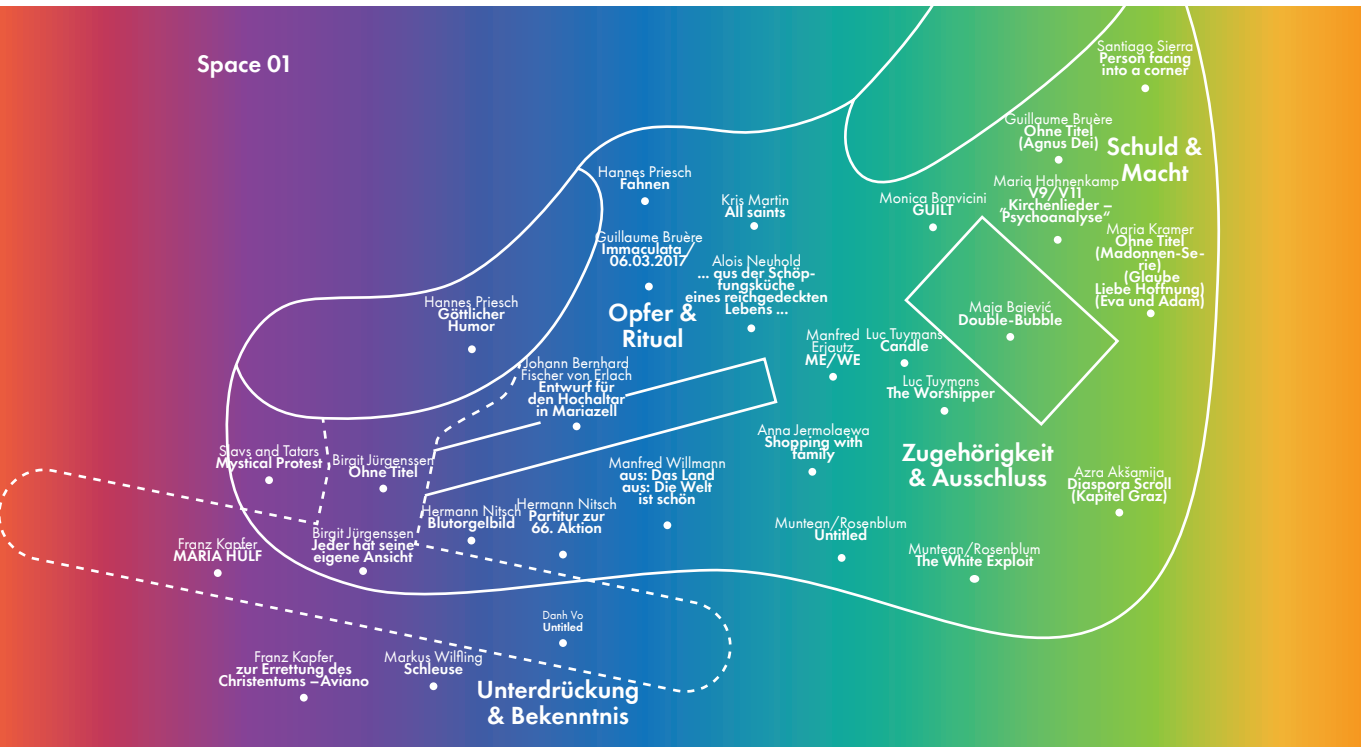 Space 01
Santiago Sierra
Person facing
into a corner
Guillaume Bruère
Ohne Titel
(Agnus Dei)
Schuld &
Macht
Hannes Priesch
Fahnen
Kris Martin
All saints
Monica Bonvicini
GUILT
Maria Hahnenkamp
V9/V11
„Kirchenlieder –
Psychoanalyse“
Maria Kramer
Ohne Titel
(Madonnen-Se-
rie)
(Glaube
Liebe Hoffnung)
(Eva und Adam)
Guillaume Bruère
Immaculata /
06.03.2017
Alois Neuhold
... aus der Schöp-
fungsküche
eines reichgedeckten
Lebens ...
Hannes Priesch
Göttlicher
Humor
Opfer &
Ritual
Maja Bajević
Double-Bubble
Manfred
Erjautz
ME/WE
Luc Tuymans
Candle
Johann Bernhard
Fischer von Erlach
Entwurf für
den Hochaltar
in Mariazell
Luc Tuymans
The Worshipper
Anna Jermolaewa
Shopping with
family
Zugehörigkeit
& Ausschluss
Slavs and Tatars
Mystical Protest
Birgit Jürgenssen
Ohne Titel
Manfred Willmann
aus: Das Land
aus: Die Welt
ist schön
Azra Akšamija
Diaspora Scroll
(Kapitel Graz)
Hermann Nitsch
Blutorgelbild
Hermann Nitsch
Partitur zur
66. Aktion
Muntean/Rosenblum
Untitled
Franz Kapfer
MARIA HÜLF
Birgit Jürgenssen
Jeder hat seine
eigene Ansicht
Muntean/Rosenblum
The White Exploit
Danh Vo
Untitled
Franz Kapfer
zur Errettung des
Christentums –Aviano
Markus Wilfling
Schleuse
Unterdrückung
& Bekenntnis